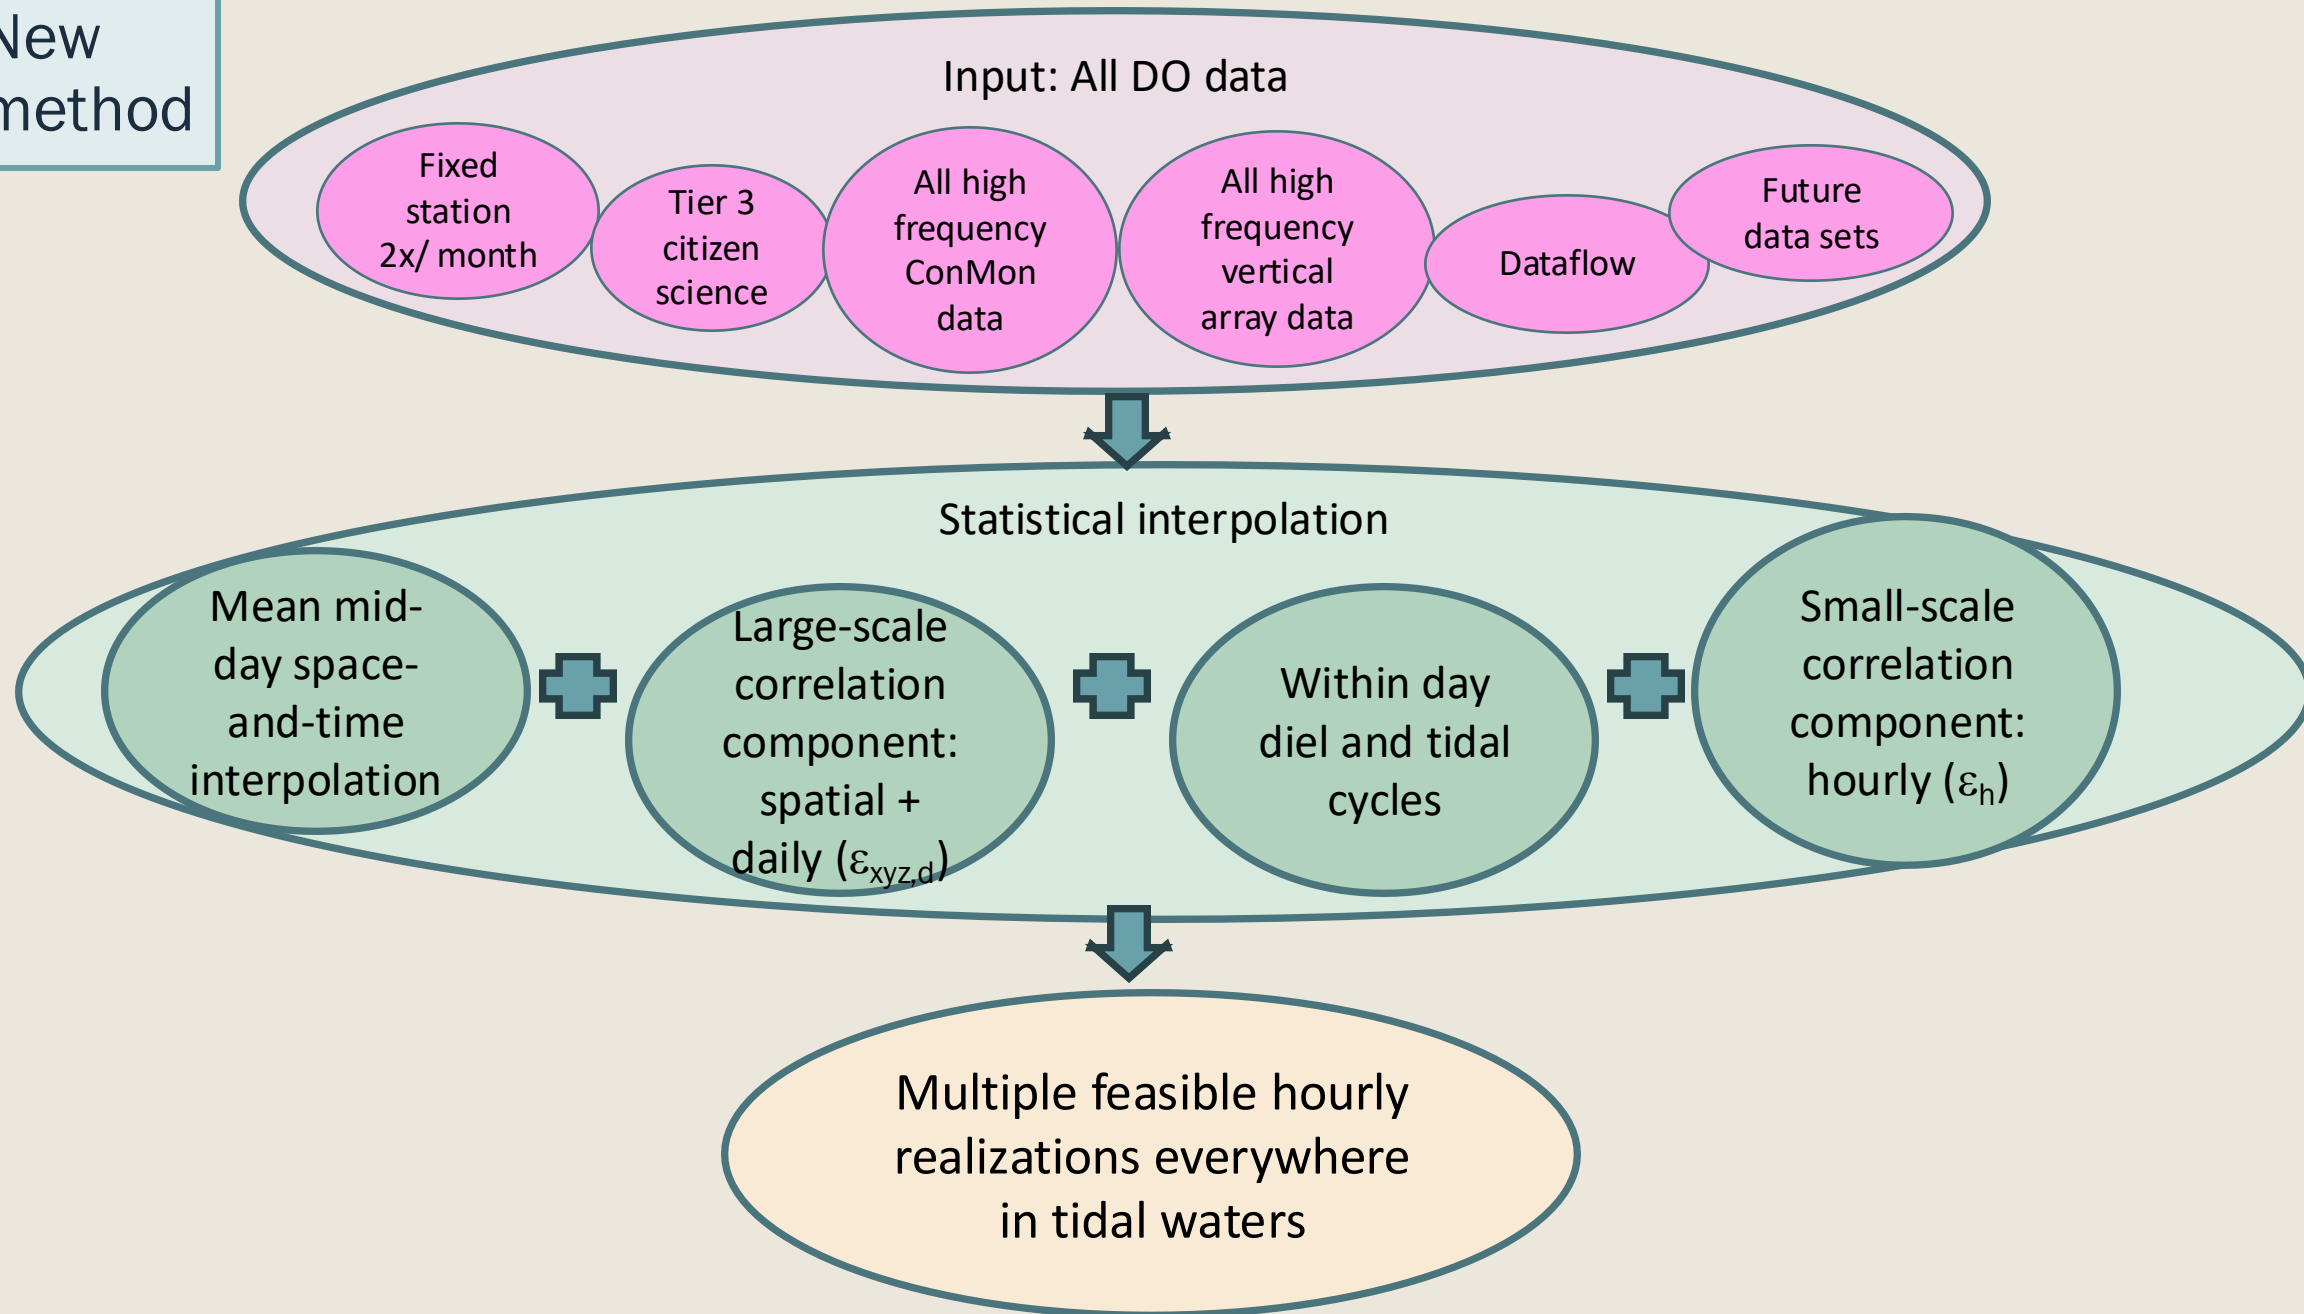 New
method
Input: All DO data
Fixed
station
2x/ month
Tier 3
citizen
science
All high
frequency
ConMon
data
All high
frequency
vertical
array data
Dataflow
Future
data sets
Statistical interpolation
Mean mid-
day space-
and-time
interpolation
Large-scale
correlation
component:
spatial +
daily (εxyz,d)
Within day
diel and tidal
cycles
Small-scale
correlation
component:
hourly (εh)
Multiple feasible hourly
realizations everywhere
in tidal waters